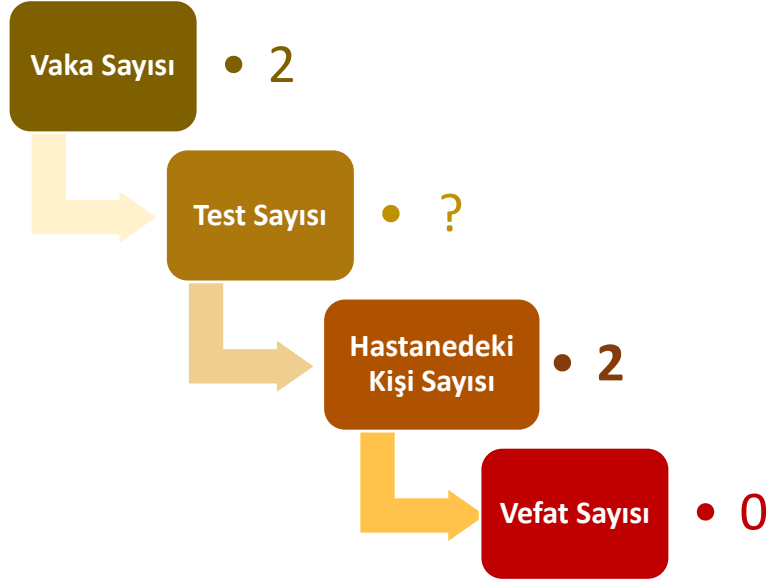 Vaka Sayısı
• 2
Test Sayısı
• ?
Hastanedeki
Kişi Sayısı
• 2
Vefat Sayısı
• 0